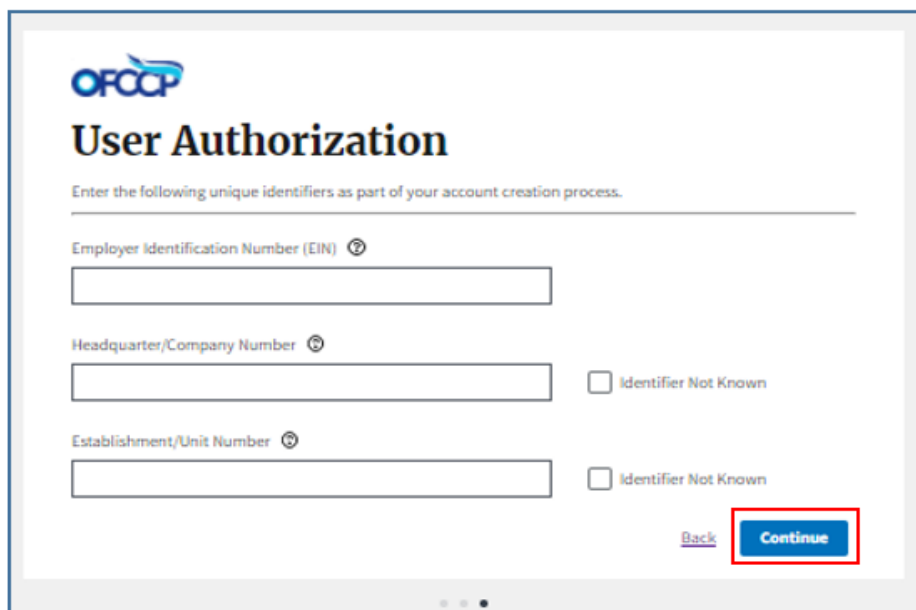 OFCCP
User Authorization
Enter the following unique identifiers as part of your account creation process.
Employer Identification Number (EIN) ?
Headquarter/Company Number ?
Identifier Not Known
Establishment/Unit Number ?
Identifier Not Known
Back Continue